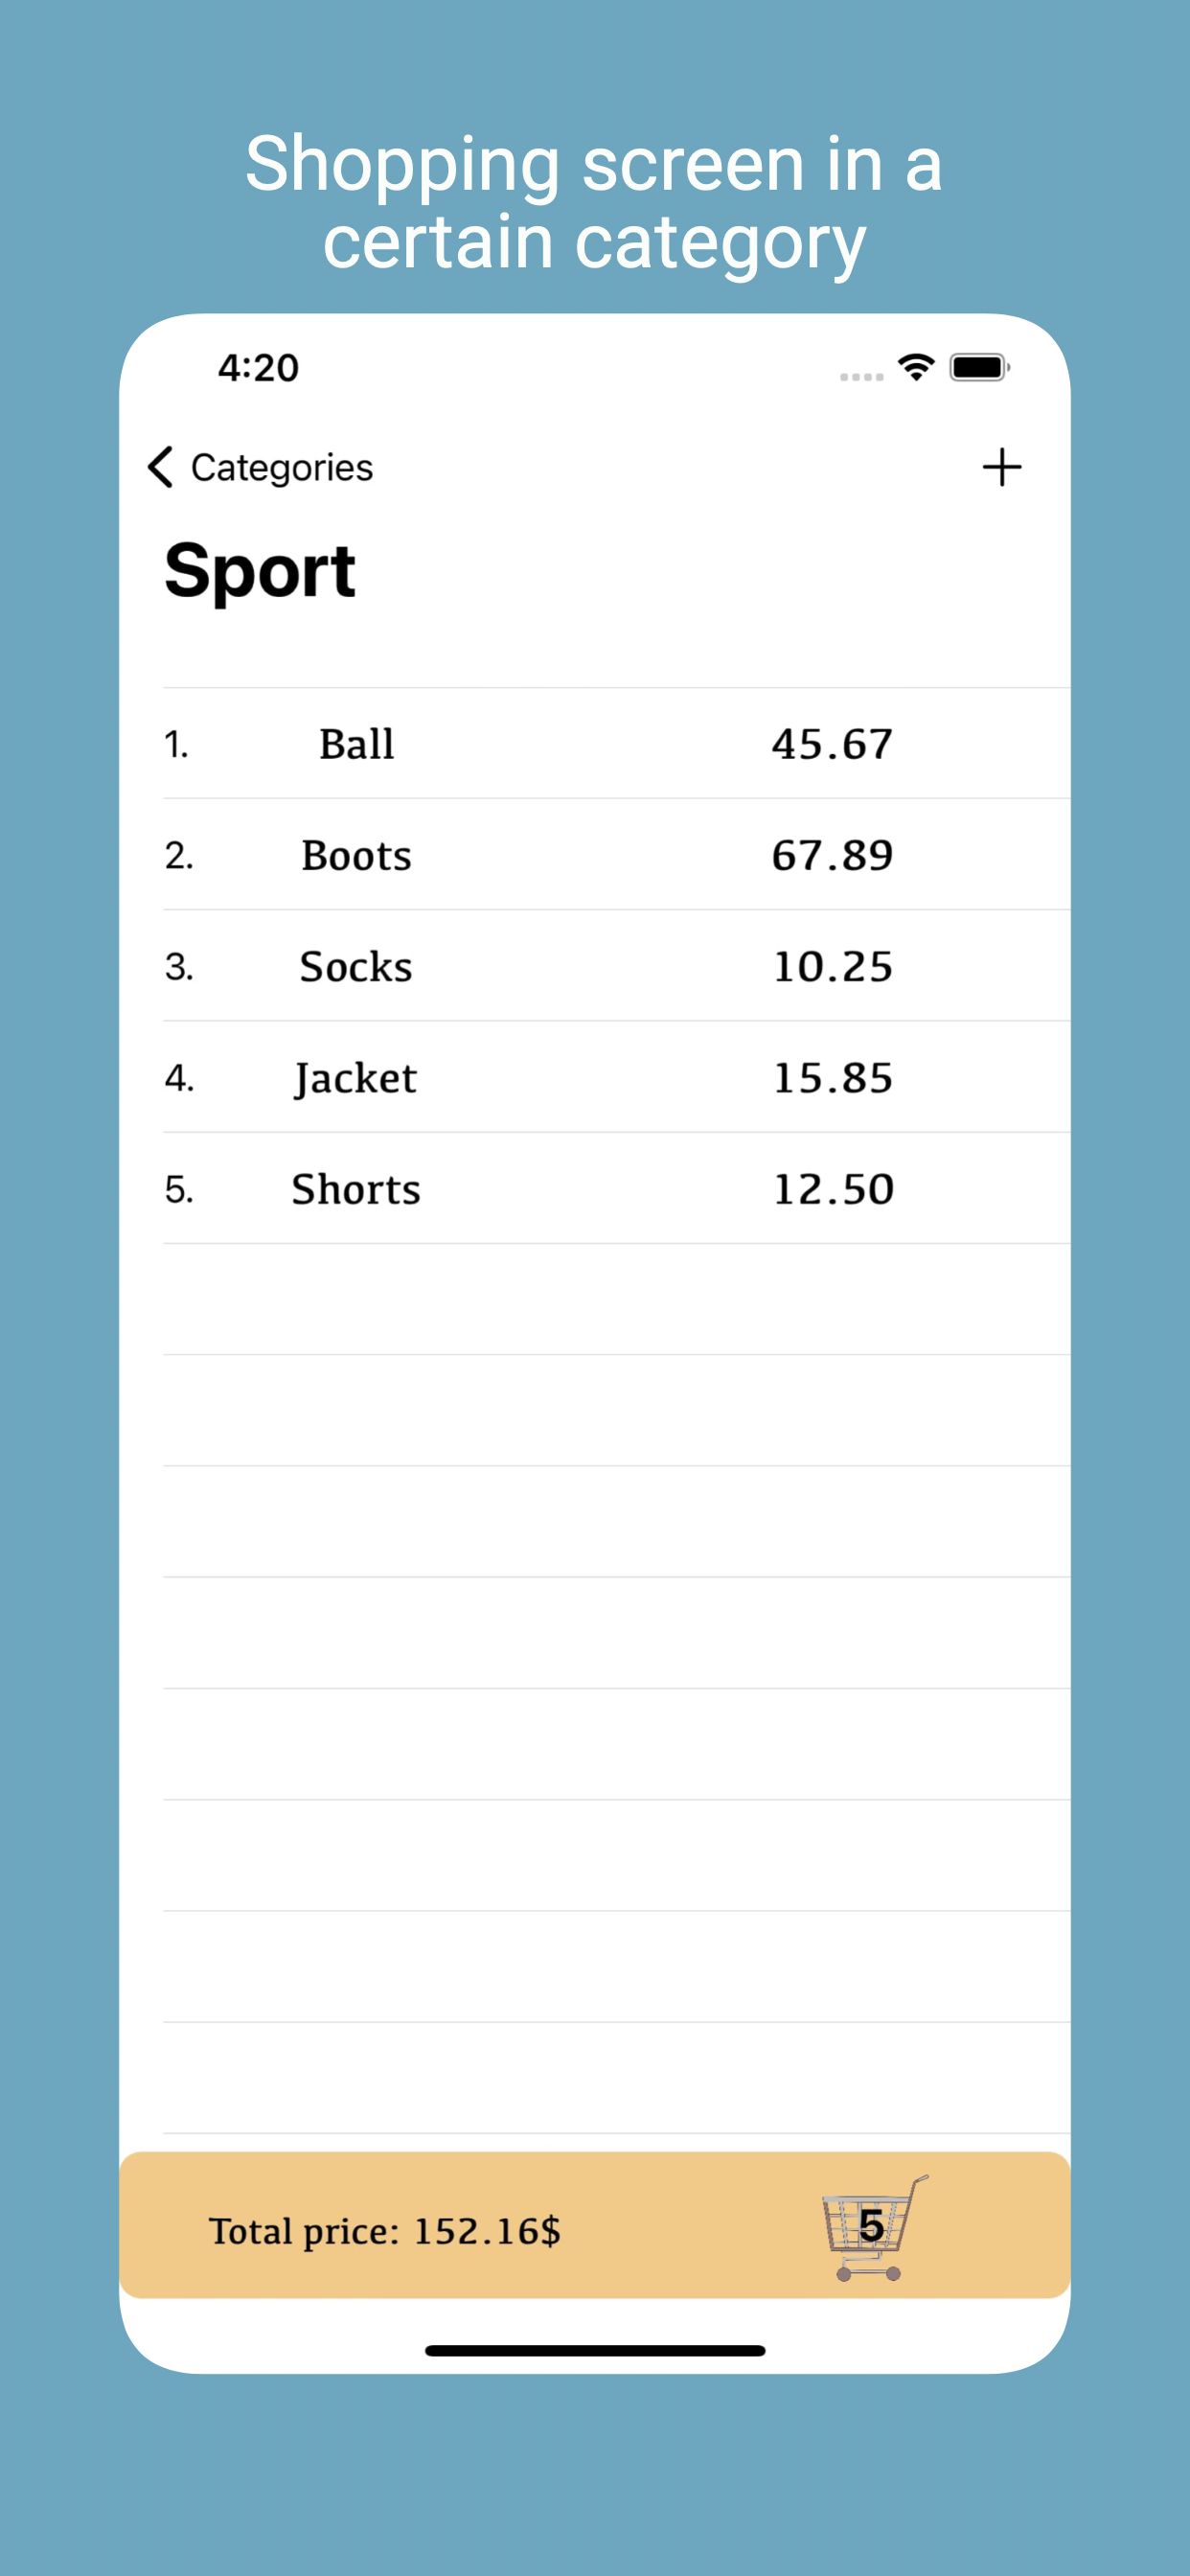 Shopping screen in a
certain category
4:20
Categories
Sport
1. Ball 45.67
2. Boots 67.89
3. Socks 10.25
4. Jacket 15.85
5. Shorts 12.50
Total price: 152.16$ 5